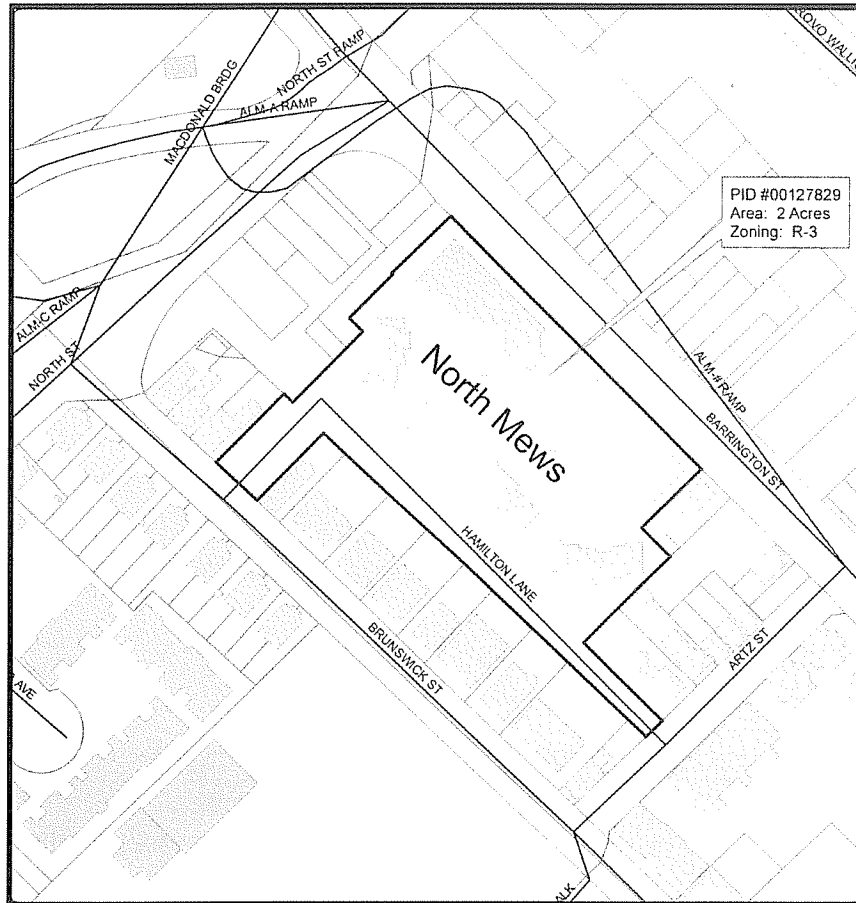 MACDONALD BRDG
NORTH ST RAMP
ALM-A RAMP
PID #00127829
Area: 2 Acres
Zoning: R-3
ALM-C RAMP
NORTH ST
North Mews
ALM-# RAMP
BARRINGTON ST
HAMILTON LANE
BRUNSWICK ST
ARTZ ST
AVE